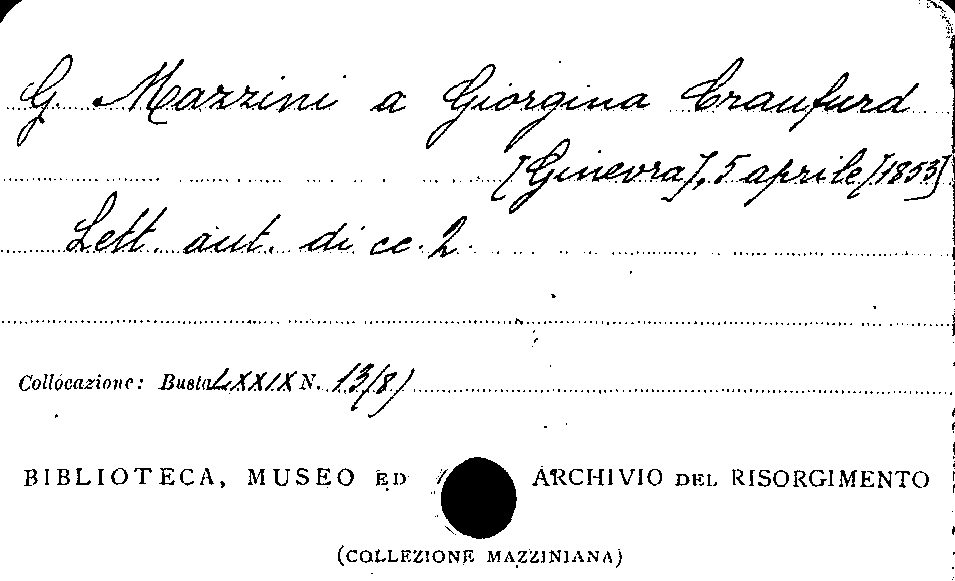 G. Mazzini a Giorgina Craufurd
[Ginevra], 5 aprile [1853]
Lett. aut. di cc. 2.
Collocazione: Busta LXXIX N. 13(8)
BIBLIOTECA, MUSEO ED ARCHIVIO DEL RISORGIMENTO
(COLLEZIONE MAZZINIANA)